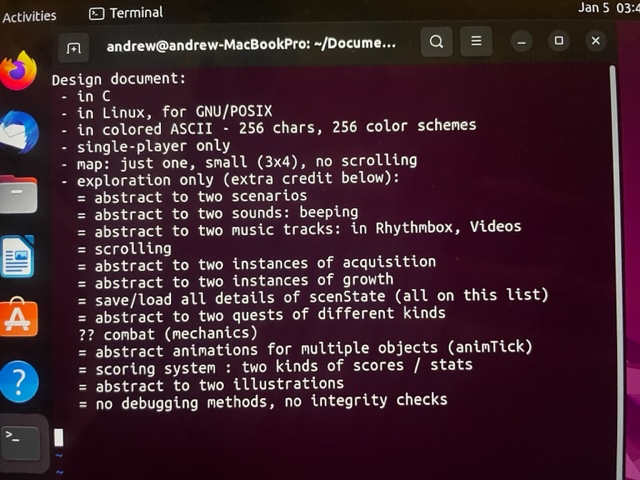 Activities
Terminal
Jan 5 03:4
andrew@andrew-MacBookPro: ~/Docume...
Design document:
- in C
- in Linux, for GNU/POSIX
- in colored ASCII - 256 chars, 256 color schemes
- single-player only
- map: just one, small (3x4), no scrolling
- exploration only (extra credit below):
= abstract to two scenarios
= abstract to two sounds: beeping
= abstract to two music tracks: in Rhythmbox, Videos
= scrolling
= abstract to two instances of acquisition
= abstract to two instances of growth
= save/load all details of scenState (all on this list)
= abstract to two quests of different kinds
?? combat (mechanics)
= abstract animations for multiple objects (animTick)
= scoring system : two kinds of scores / stats
= abstract to two illustrations
= no debugging methods, no integrity checks
~
~